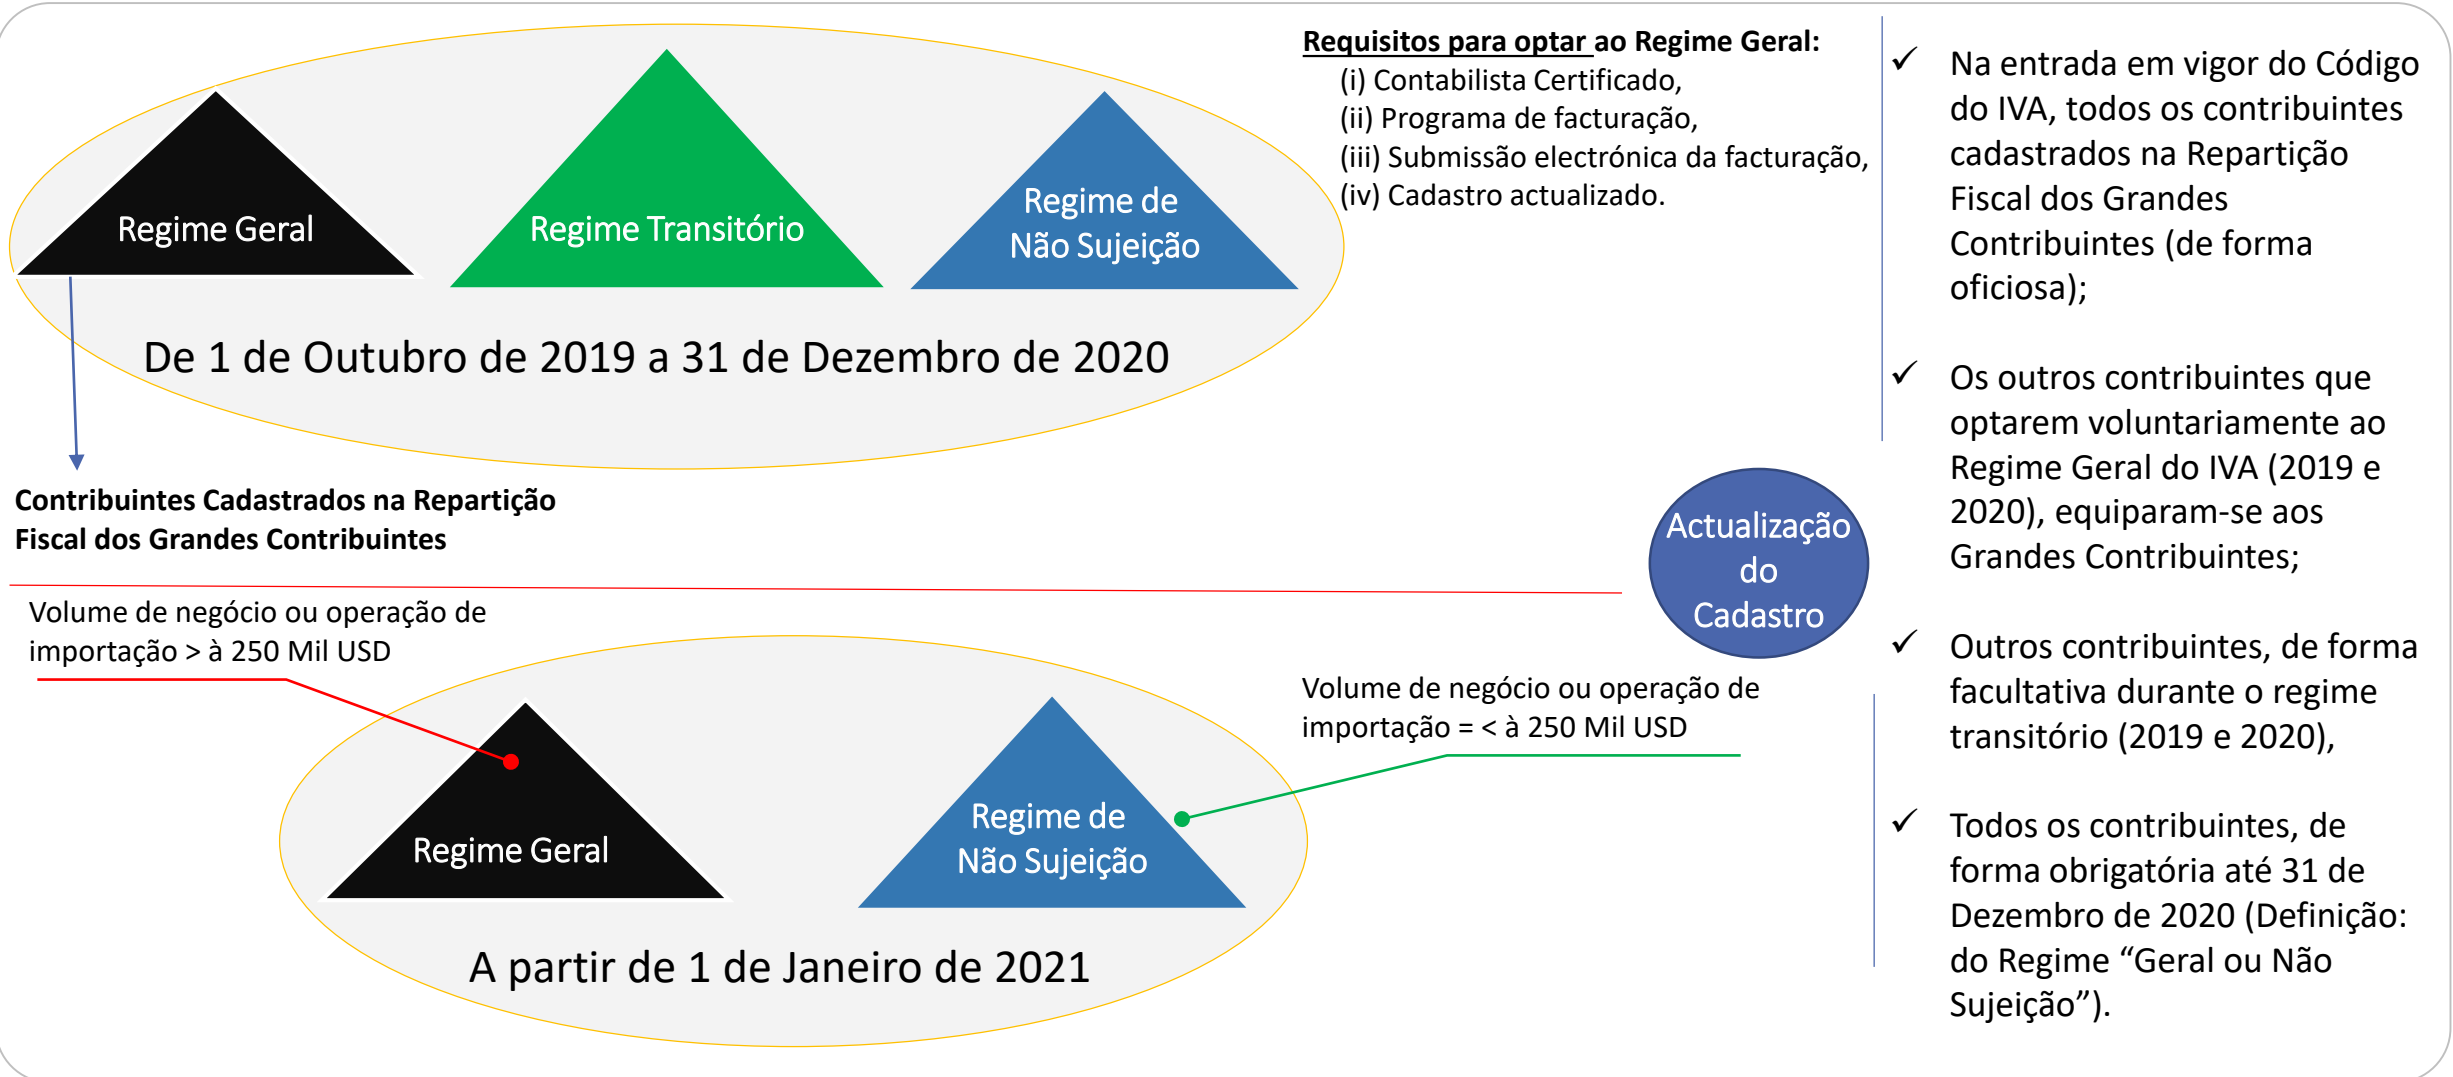 Regime Geral
Regime Transitório
Regime de
Não Sujeição
De 1 de Outubro de 2019 a 31 de Dezembro de 2020
Contribuintes Cadastrados na Repartição
Fiscal dos Grandes Contribuintes
Requisitos para optar ao Regime Geral:
(i) Contabilista Certificado,
(ii) Programa de facturação,
(iii) Submissão electrónica da facturação,
(iv) Cadastro actualizado.
Volume de negócio ou operação de
importação > à 250 Mil USD
Regime Geral
Regime de
Não Sujeição
A partir de 1 de Janeiro de 2021
Volume de negócio ou operação de
importação = < à 250 Mil USD
Actualização
do
Cadastro
✓ Na entrada em vigor do Código
do IVA, todos os contribuintes
cadastrados na Repartição
Fiscal dos Grandes
Contribuintes (de forma
oficiosa);
✓ Os outros contribuintes que
optarem voluntariamente ao
Regime Geral do IVA (2019 e
2020), equiparam-se aos
Grandes Contribuintes;
✓ Outros contribuintes, de forma
facultativa durante o regime
transitório (2019 e 2020),
✓ Todos os contribuintes, de
forma obrigatória até 31 de
Dezembro de 2020 (Definição:
do Regime “Geral ou Não
Sujeição”).